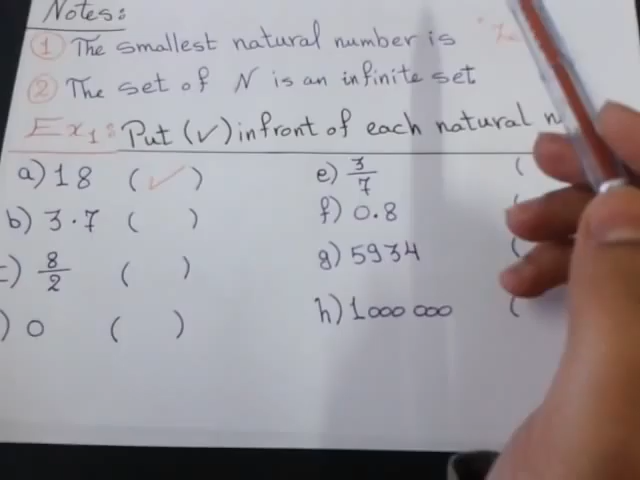 Notes:
① The smallest natural number is
② The set of N is an infinite set
Ex1: Put (✓) infront of each natural n
a) 18 ( ✓ ) e) 3/7 (
b) 3.7 ( ) f) 0.8
) 8/2 ( ) g) 5934 (
) 0 ( ) h) 1000 000 (